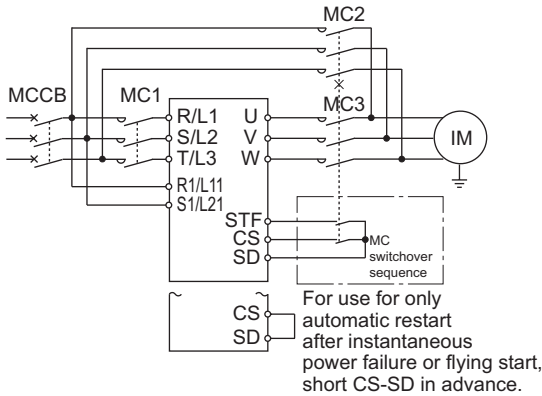 MC2
MCCB
MC1
MC3
R/L1
U
S/L2
V
IM
T/L3
W
R1/L11
S1/L21
STF
CS
MC
SD
switchover
sequence
CS
SD
For use for only
automatic restart
after instantaneous
power failure or flying start,
short CS-SD in advance.